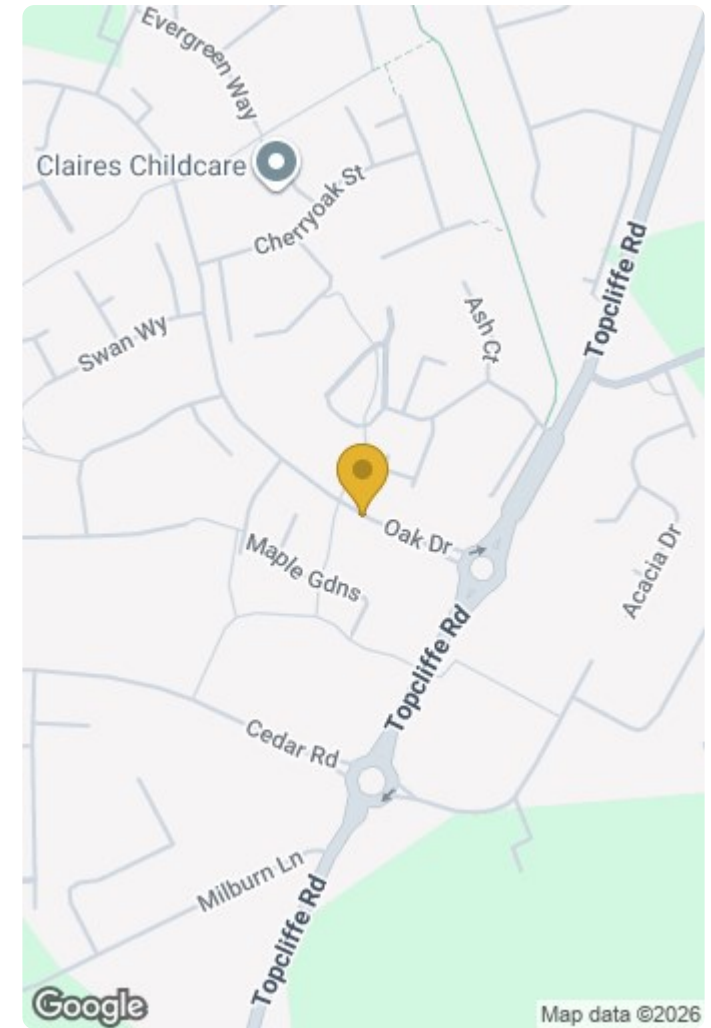 Evergreen Way
Claires Childcare
Cherryoak St
Topcliffe Rd
Swan Wy
Ash Ct
Oak Dr
Maple Gdns
Acacia Dr
Topcliffe Rd
Cedar Rd
Milburn Ln
Topcliffe Rd
Google
Map data ©2026